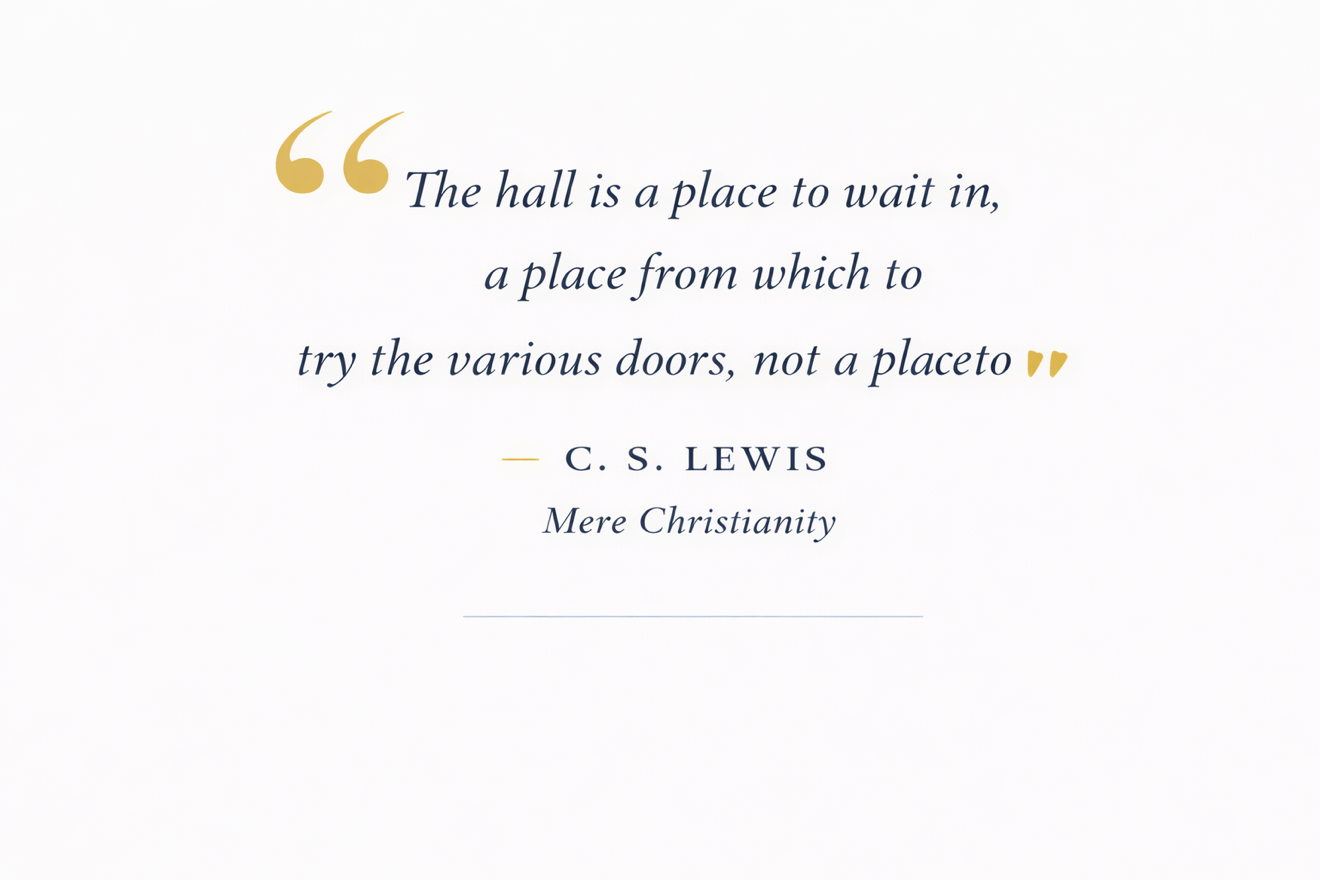 “The hall is a place to wait in,
a place from which to
try the various doors, not a placeto ”
— C. S. LEWIS
Mere Christianity